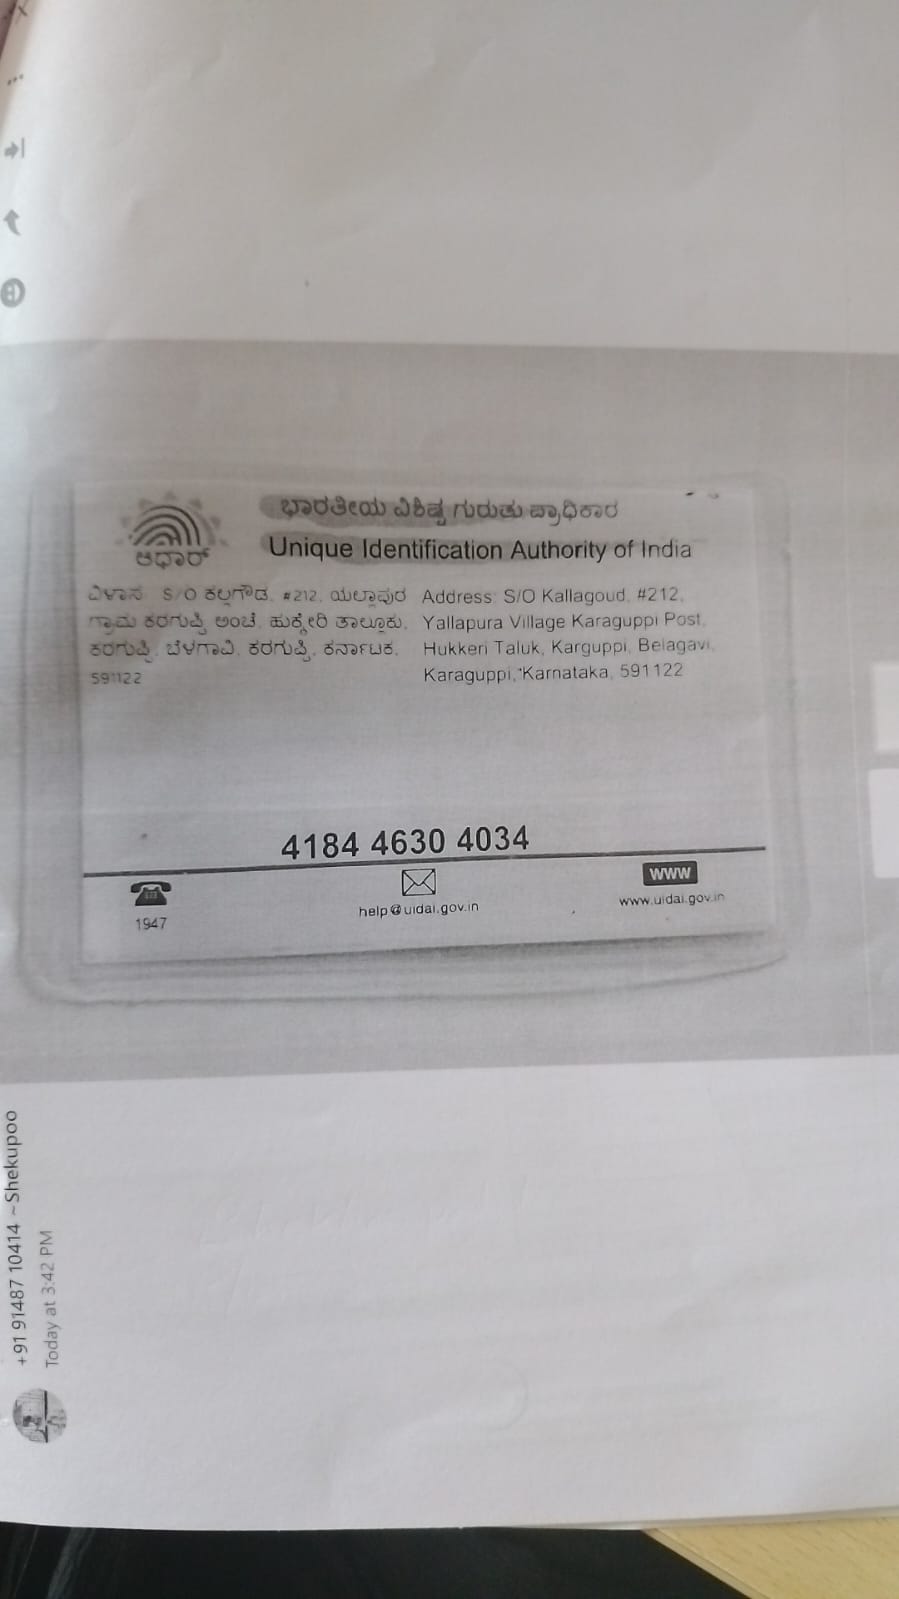 ಭಾರತೀಯ ವಿಶಿಷ್ಟ ಗುರುತು ಪ್ರಾಧಿಕಾರ
ಆಧಾರ್
Unique Identification Authority of India
ವಿಳಾಸ: S/O ಕಲ್ಲಗೌಡ, #212, ಯಲ್ಲಾಪುರ
ಗ್ರಾಮ ಕರಗುಪ್ಪಿ ಅಂಚೆ, ಹುಕ್ಕೇರಿ ತಾಲ್ಲೂಕು,
ಕರಗುಪ್ಪಿ, ಬೆಳಗಾವಿ, ಕರಗುಪ್ಪಿ, ಕರ್ನಾಟಕ,
591122
Address: S/O Kallagoud, #212,
Yallapura Village Karaguppi Post,
Hukkeri Taluk, Karguppi, Belagavi,
Karaguppi, Karnataka, 591122
4184 4630 4034
1947
help@uidai.gov.in
WWW
www.uidai.gov.in
+91 91487 10414 ~Shekupoo
Today at 3:42 PM